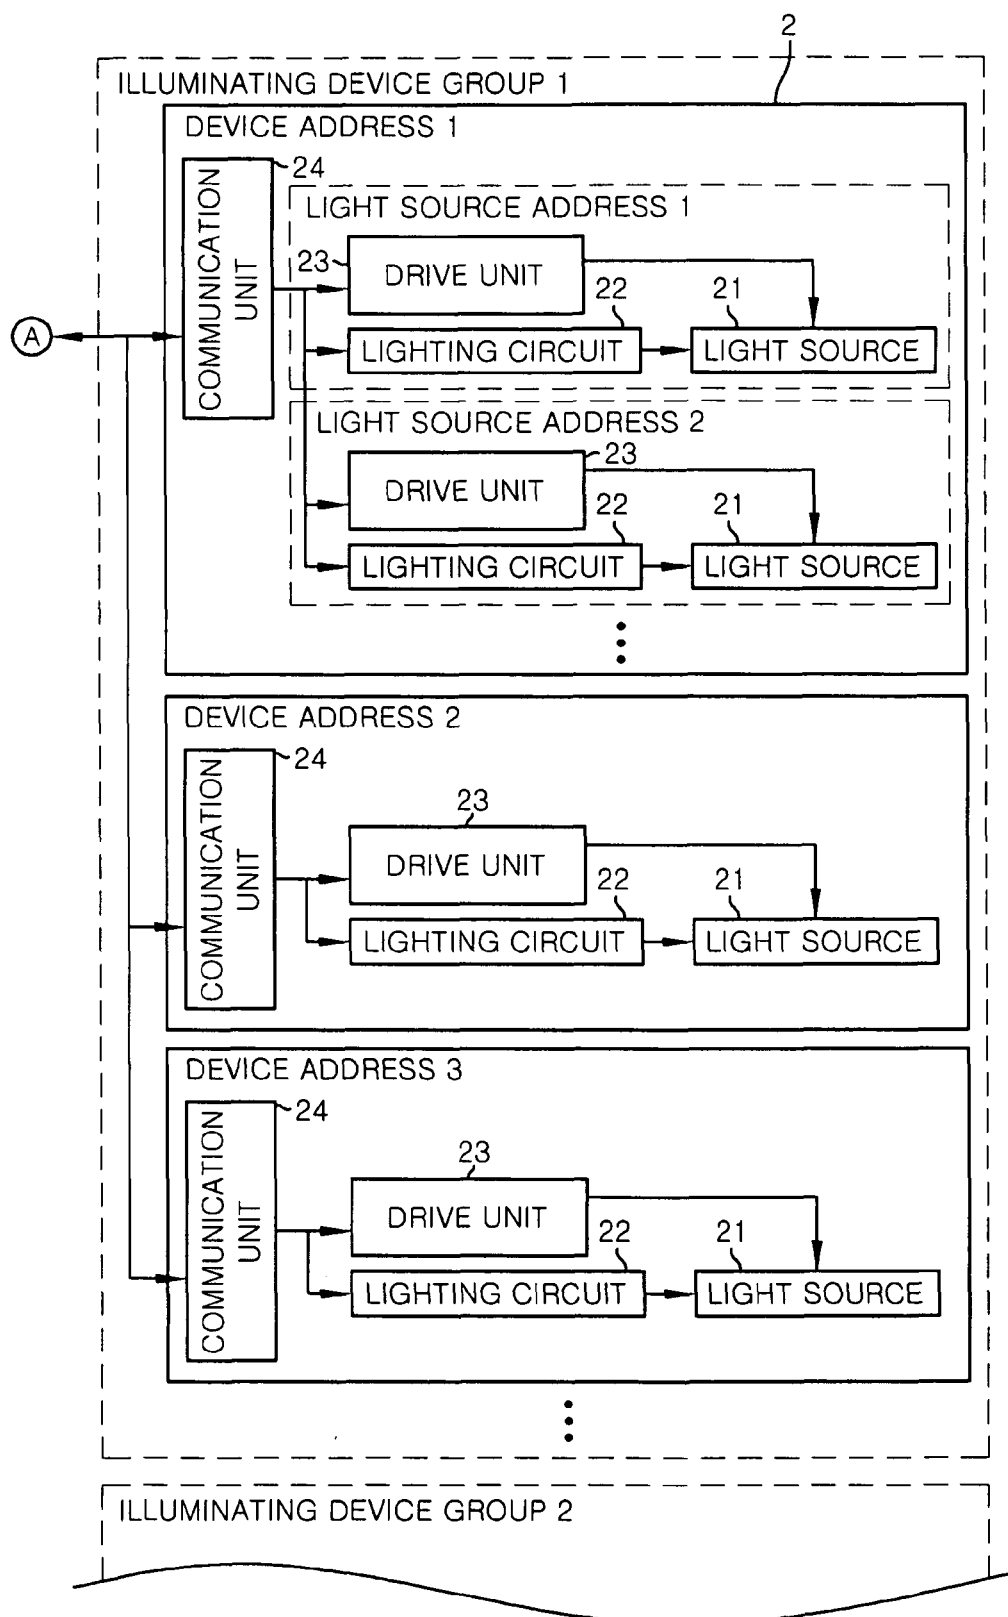 2
ILLUMINATING DEVICE GROUP 1
DEVICE ADDRESS 1
24
COMMUNICATION
UNIT
LIGHT SOURCE ADDRESS 1
23
DRIVE UNIT
22
21
A
LIGHTING CIRCUIT
LIGHT SOURCE
LIGHT SOURCE ADDRESS 2
23
DRIVE UNIT
22
21
LIGHTING CIRCUIT
LIGHT SOURCE
DEVICE ADDRESS 2
24
COMMUNICATION
UNIT
23
DRIVE UNIT
22
21
LIGHTING CIRCUIT
LIGHT SOURCE
DEVICE ADDRESS 3
24
COMMUNICATION
UNIT
23
DRIVE UNIT
22
21
LIGHTING CIRCUIT
LIGHT SOURCE
ILLUMINATING DEVICE GROUP 2